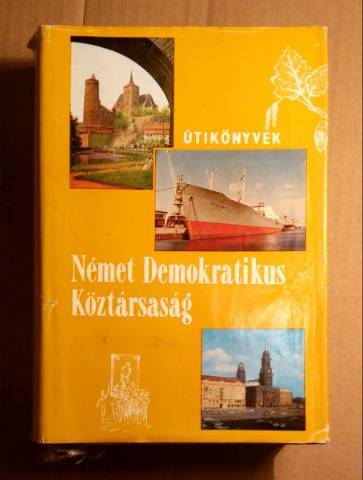 ÚTIKÖNYVEK
Német Demokratikus
Köztársaság